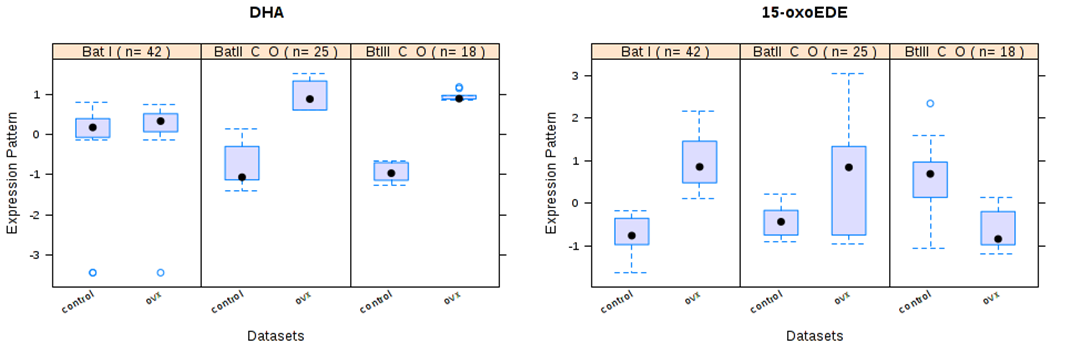 DHA
Bat I ( n= 42 )
BatII C O ( n= 25 )
BtIII C O ( n= 18 )
Expression Pattern
1
0
-1
-2
-3
control
ovx
control
ovx
control
ovx
Datasets
15-oxoEDE
Bat I ( n= 42 )
BatII C O ( n= 25 )
BtIII C O ( n= 18 )
Expression Pattern
3
2
1
0
-1
control
ovx
control
ovx
control
ovx
Datasets